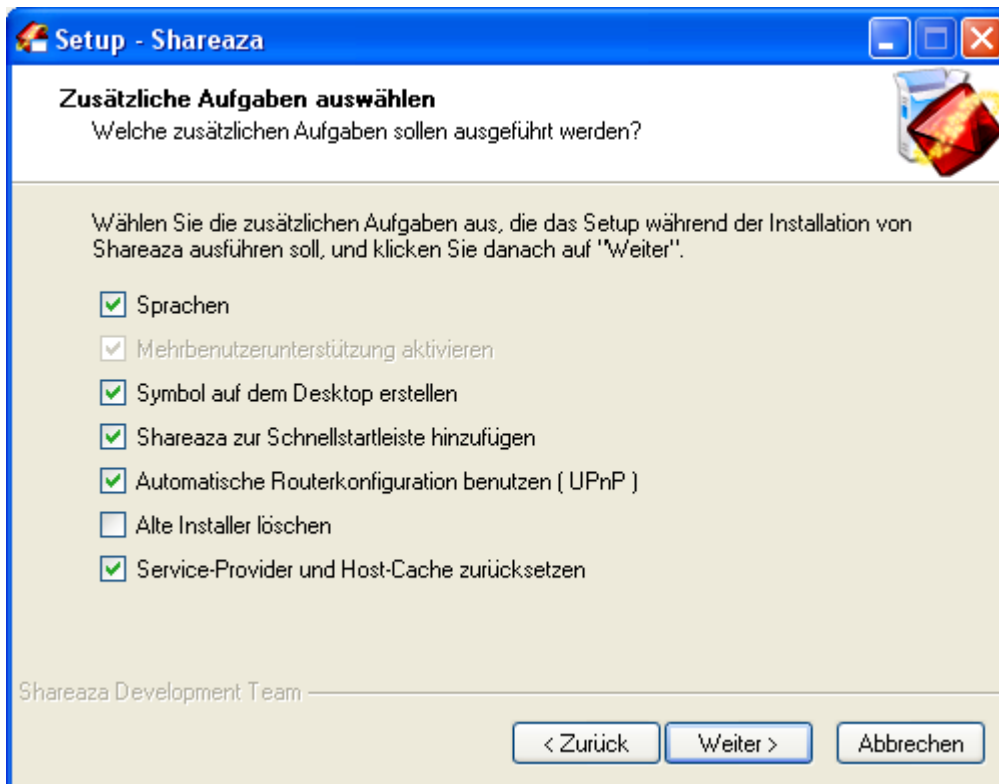 Setup - Shareaza
Zusätzliche Aufgaben auswählen
Welche zusätzlichen Aufgaben sollen ausgeführt werden?
Wählen Sie die zusätzlichen Aufgaben aus, die das Setup während der Installation von
Shareaza ausführen soll, und klicken Sie danach auf "Weiter".
Sprachen
Mehrbenutzerunterstützung aktivieren
Symbol auf dem Desktop erstellen
Shareaza zur Schnellstartleiste hinzufügen
Automatische Routerkonfiguration benutzen ( UPnP )
Alte Installer löschen
Service-Provider und Host-Cache zurücksetzen
Shareaza Development Team
< Zurück
Weiter >
Abbrechen